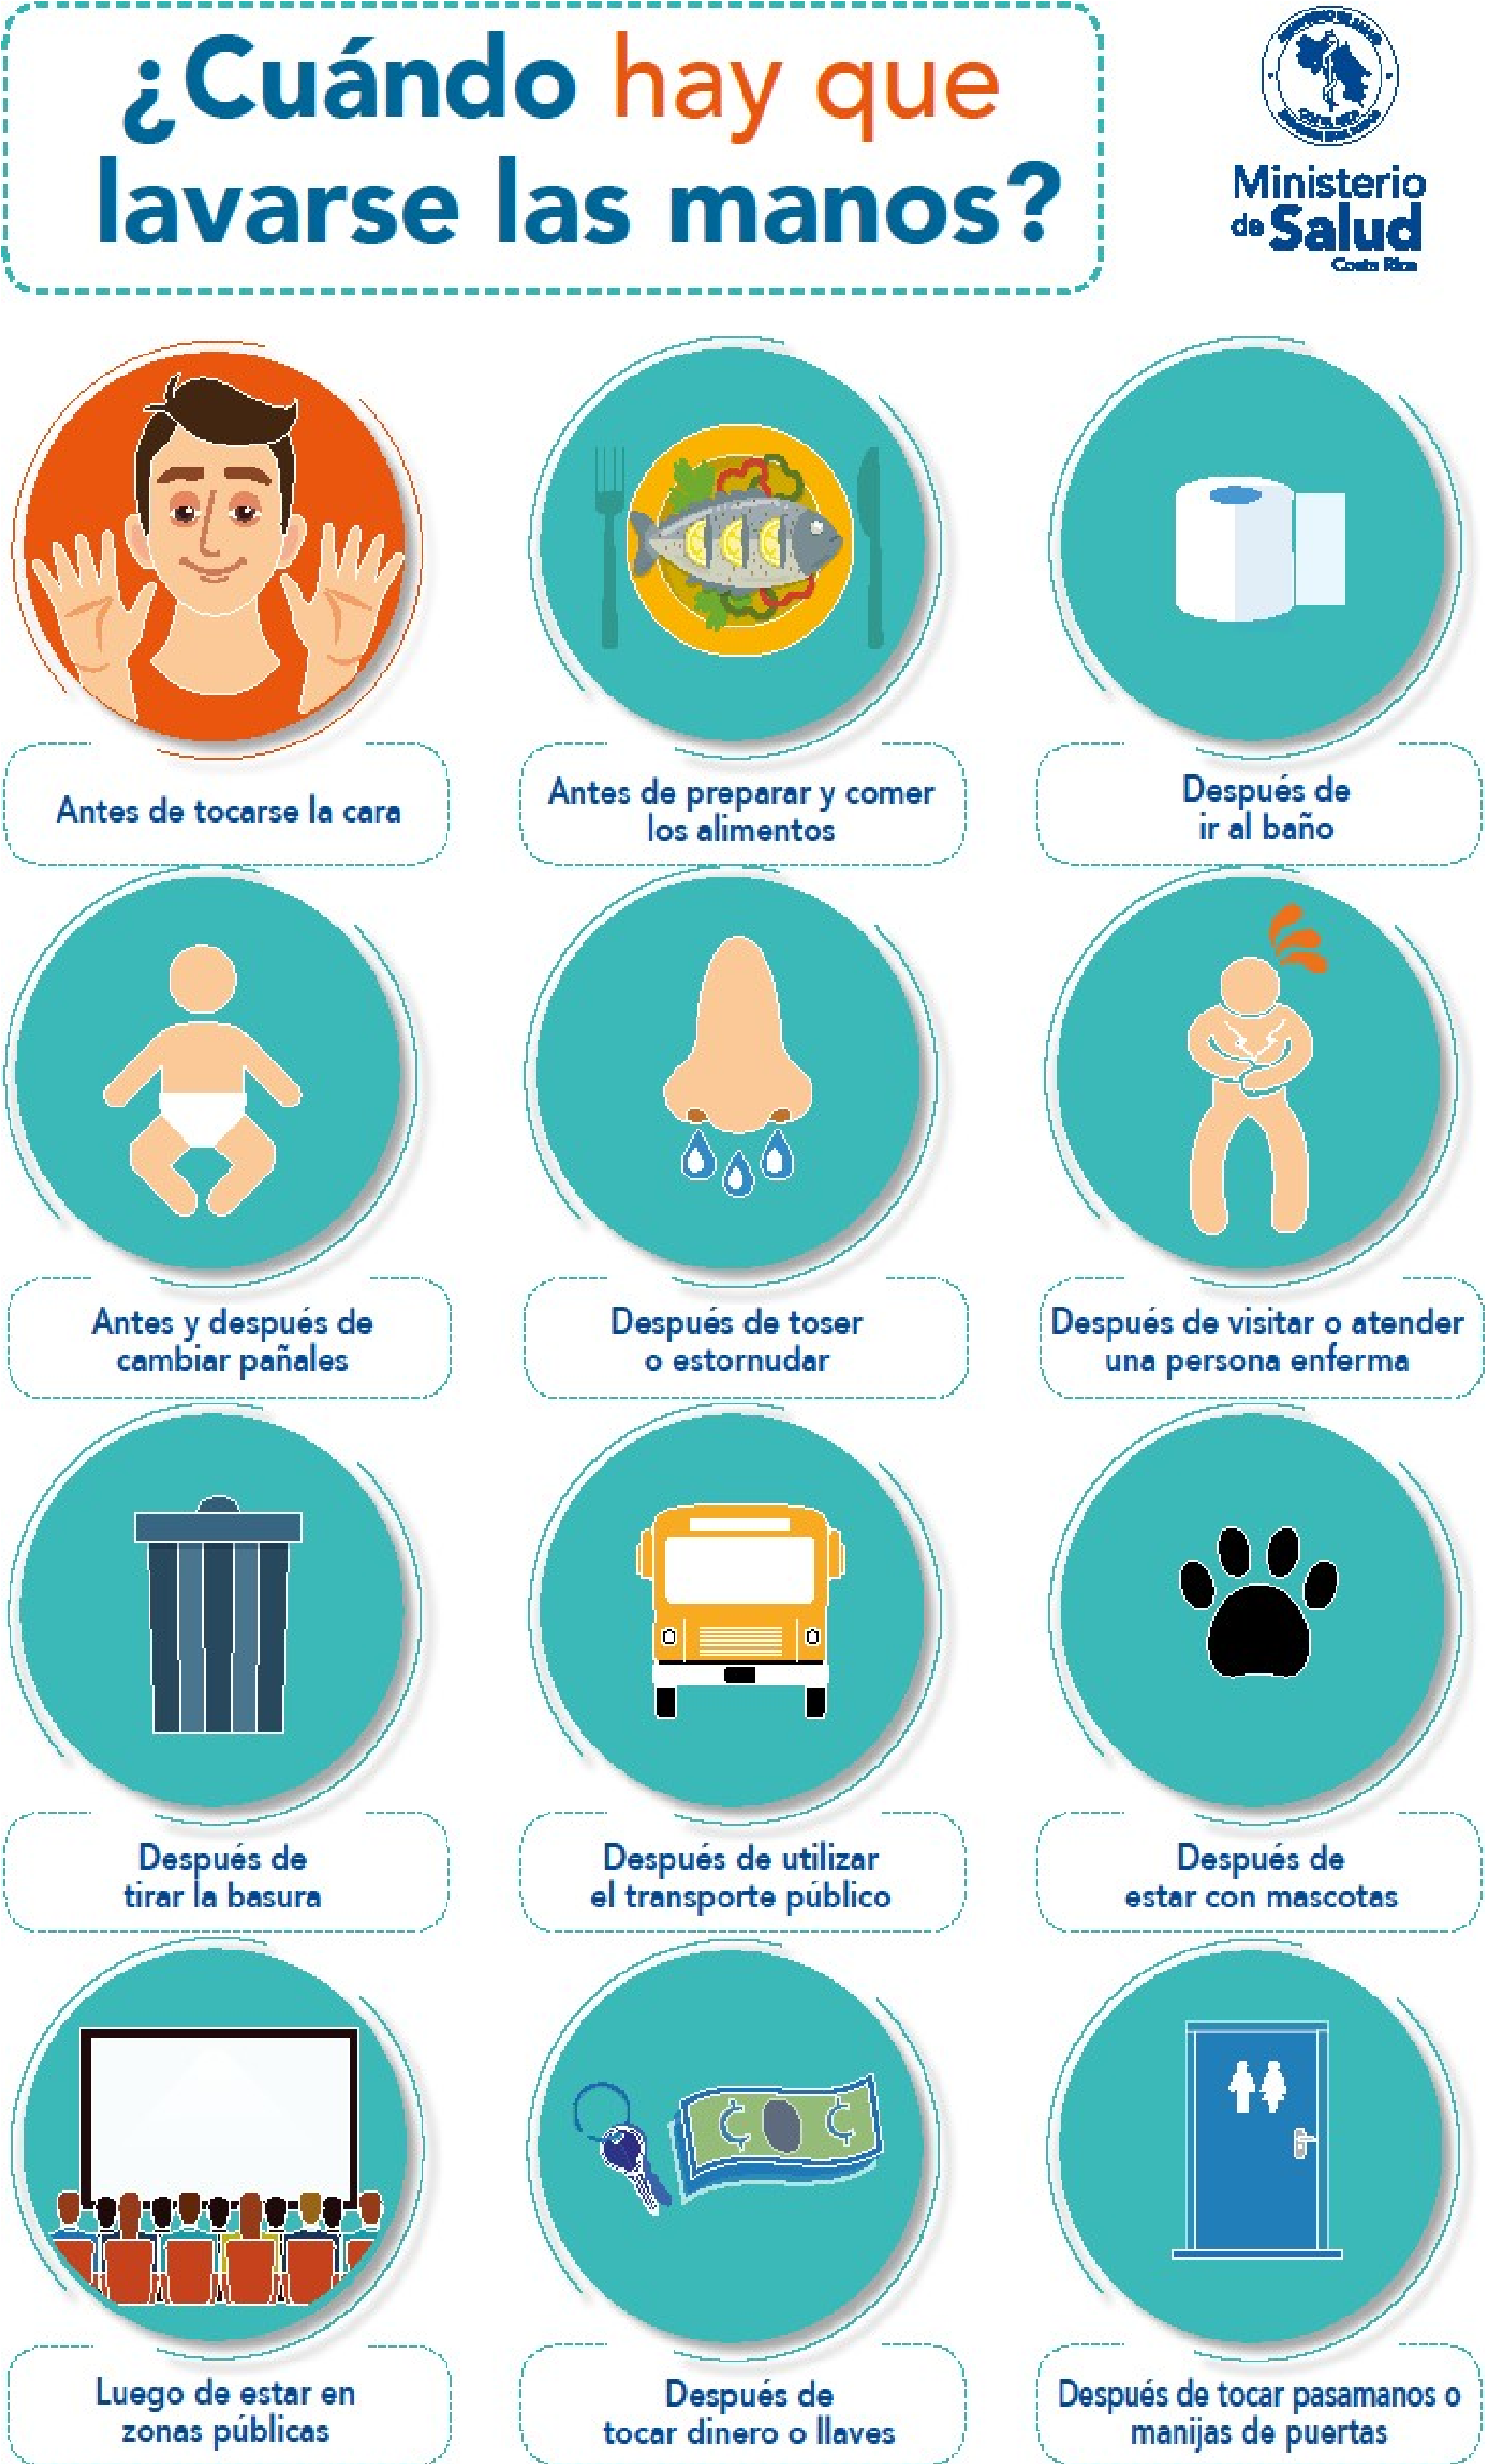 ¿Cuándo hay que
lavarse las manos?
Ministerio
de Salud
Costa Rica
Antes de tocarse la cara
Antes de preparar y comer
los alimentos
Después de
ir al baño
Antes y después de
cambiar pañales
Después de toser
o estornudar
Después de visitar o atender
una persona enferma
Después de
tirar la basura
Después de utilizar
el transporte público
Después de
estar con mascotas
Luego de estar en
zonas públicas
Después de
tocar dinero o llaves
Después de tocar pasamanos o
manijas de puertas